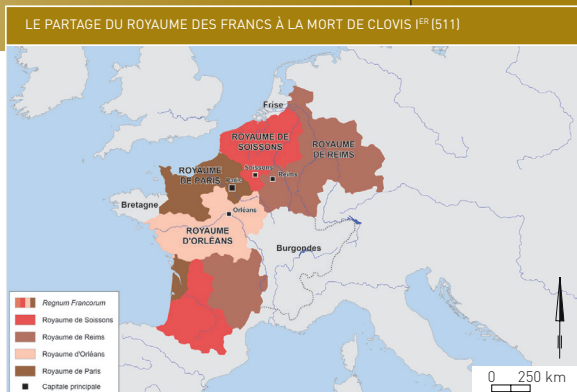 LE PARTAGE DU ROYAUME DES FRANCS À LA MORT DE CLOVIS IER (511)
Frise
ROYAUME DE
SOISSONS
ROYAUME
DE REIMS
Soissons
Reims
ROYAUME
DE PARIS
Paris
Bretagne
Orléans
ROYAUME
D'ORLÉANS
Burgondes
Regnum Francorum
Royaume de Soissons
Royaume de Reims
Royaume d'Orléans
Royaume de Paris
Capitale principale
0 250 km